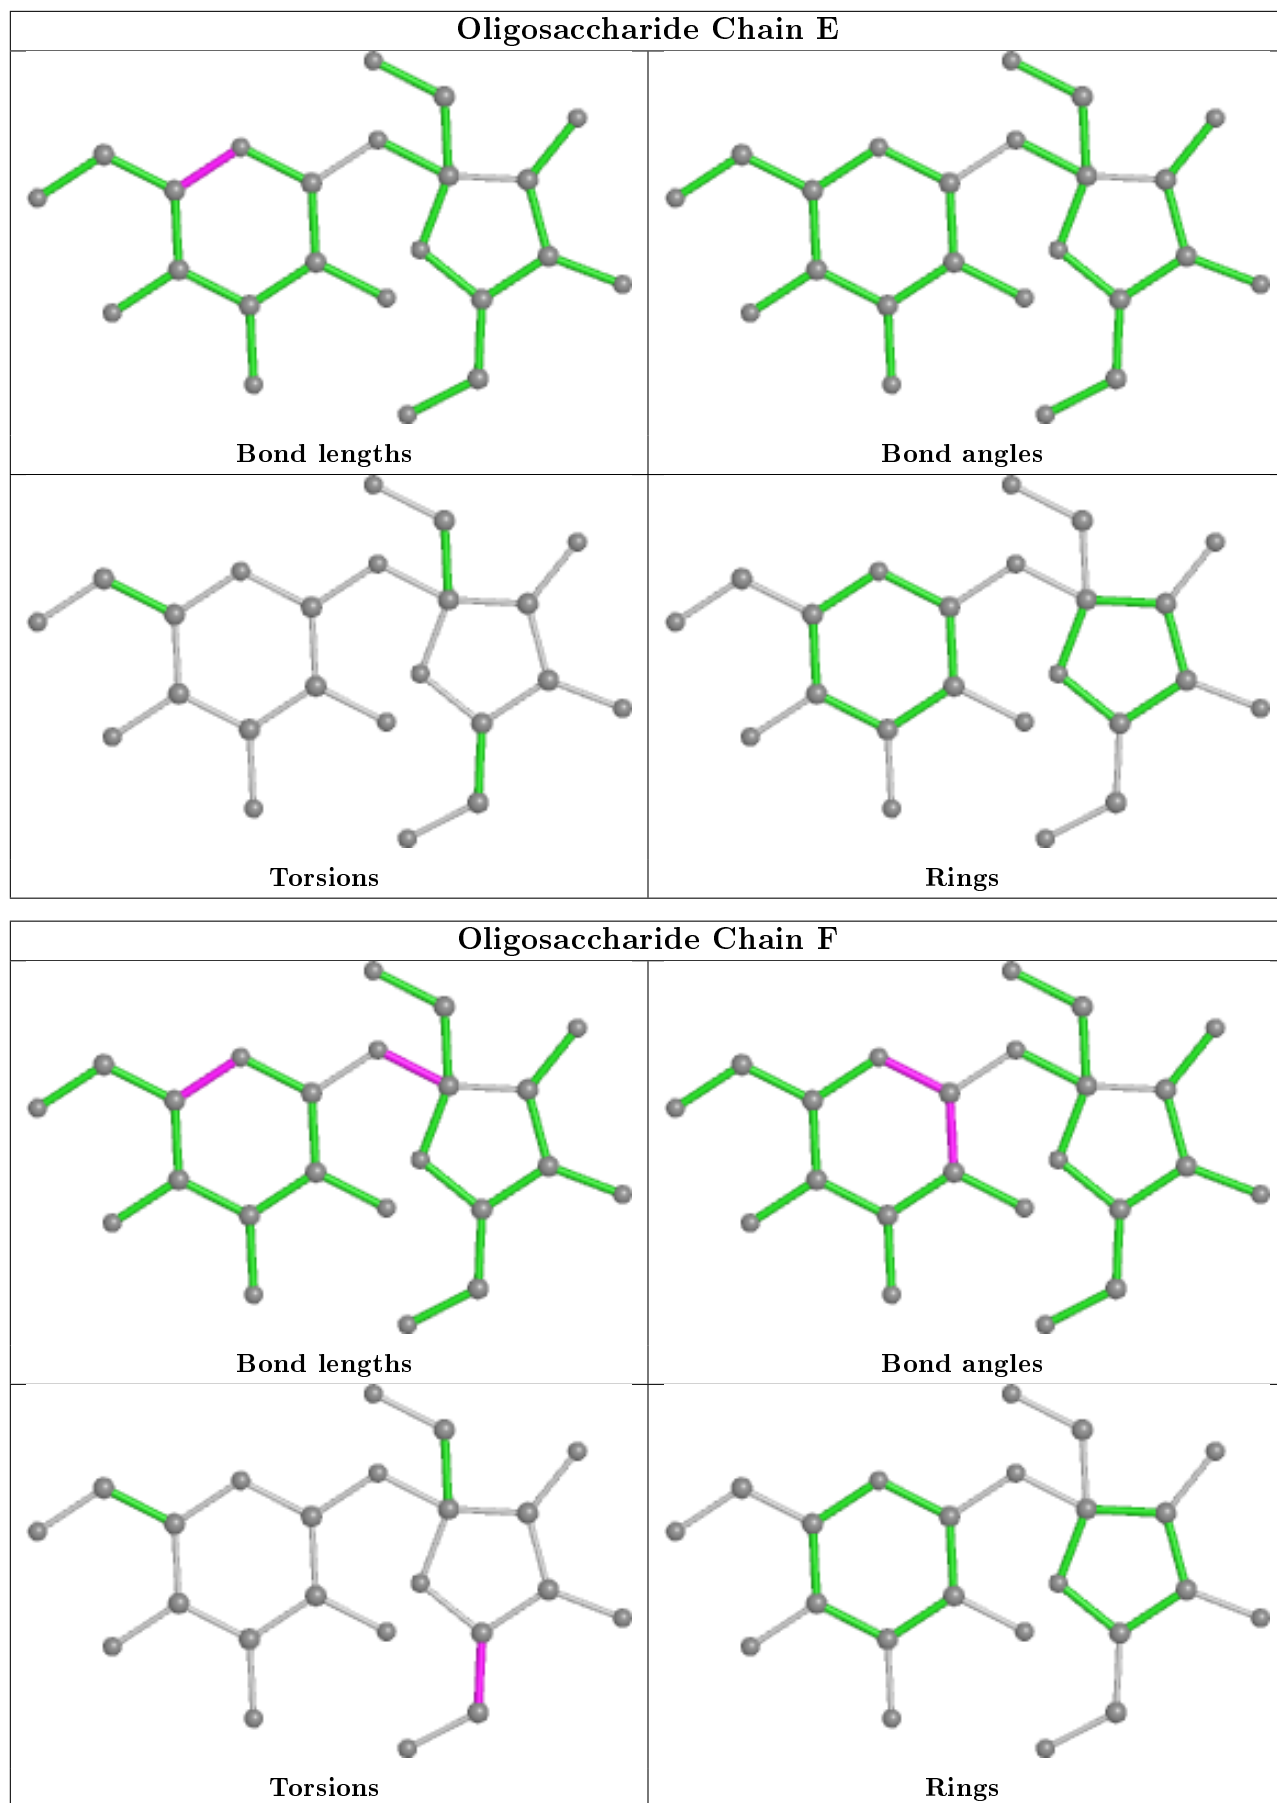 Oligosaccharide Chain E
Bond lengths
Bond angles
Torsions
Rings
Oligosaccharide Chain F
Bond lengths
Bond angles
Torsions
Rings